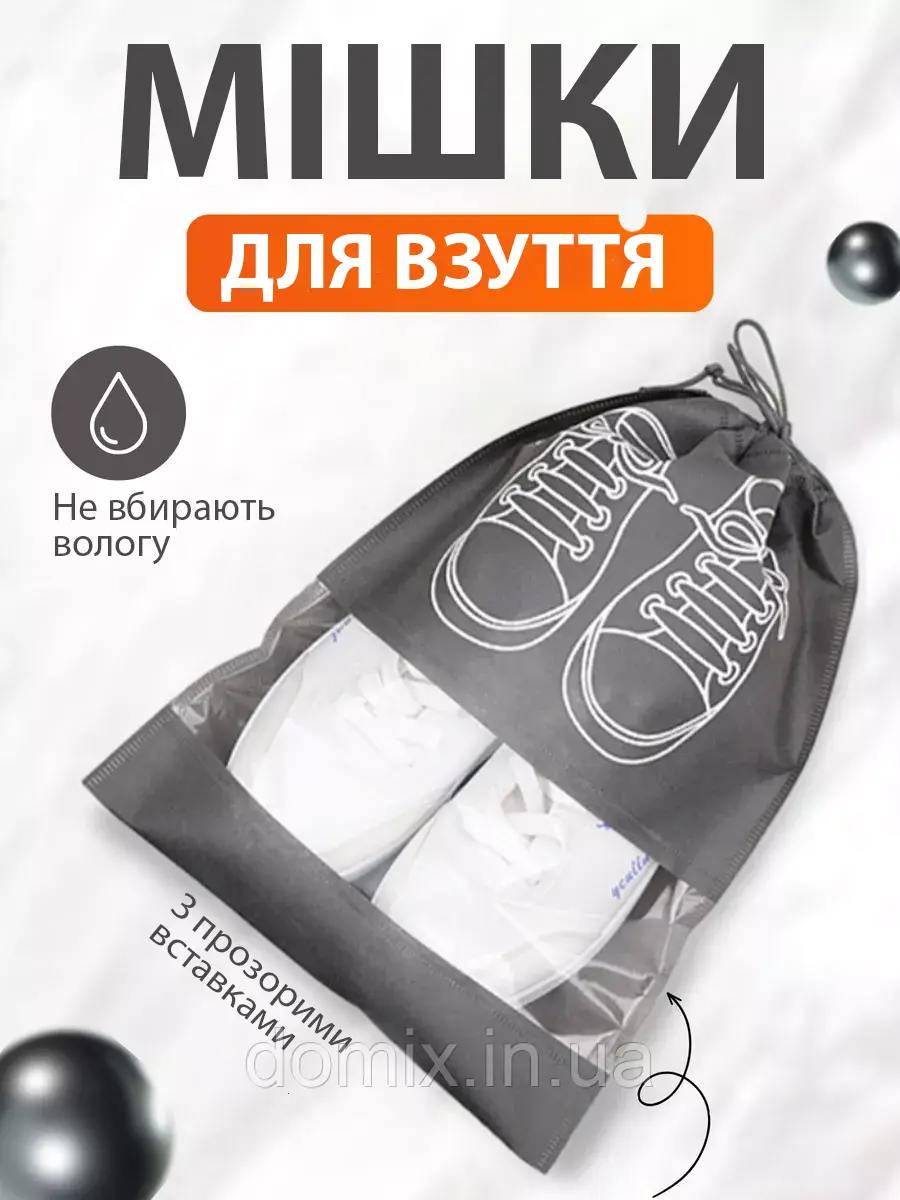 МІШКИ
ДЛЯ ВЗУТТЯ
Не вбирають
вологу
З прозорими
вставками
domix.in.ua